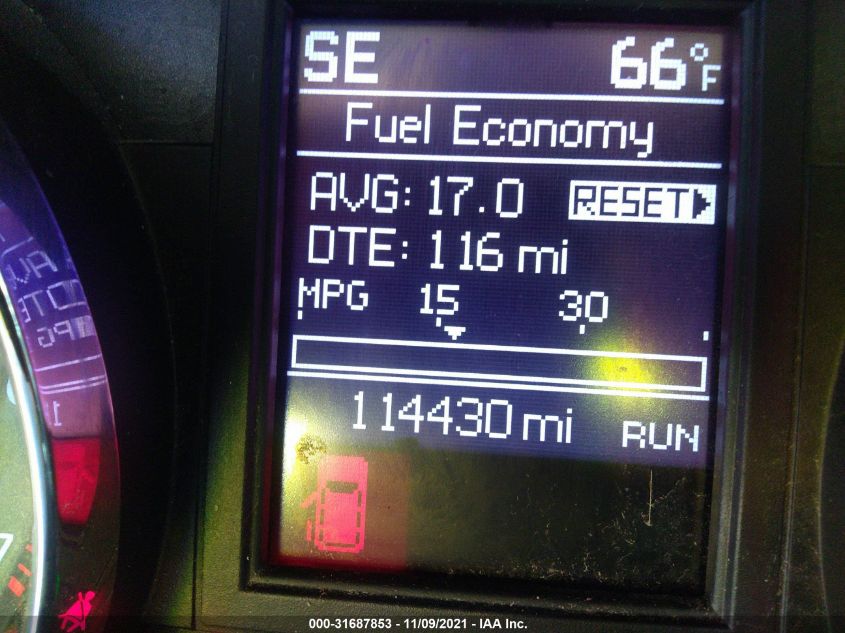 SE 66°F
Fuel Economy
AVG: 17.0 RESET
DTE: 116 mi
MPG 15 30
114430 mi RUN
000-31687853 - 11/09/2021 - IAA Inc.